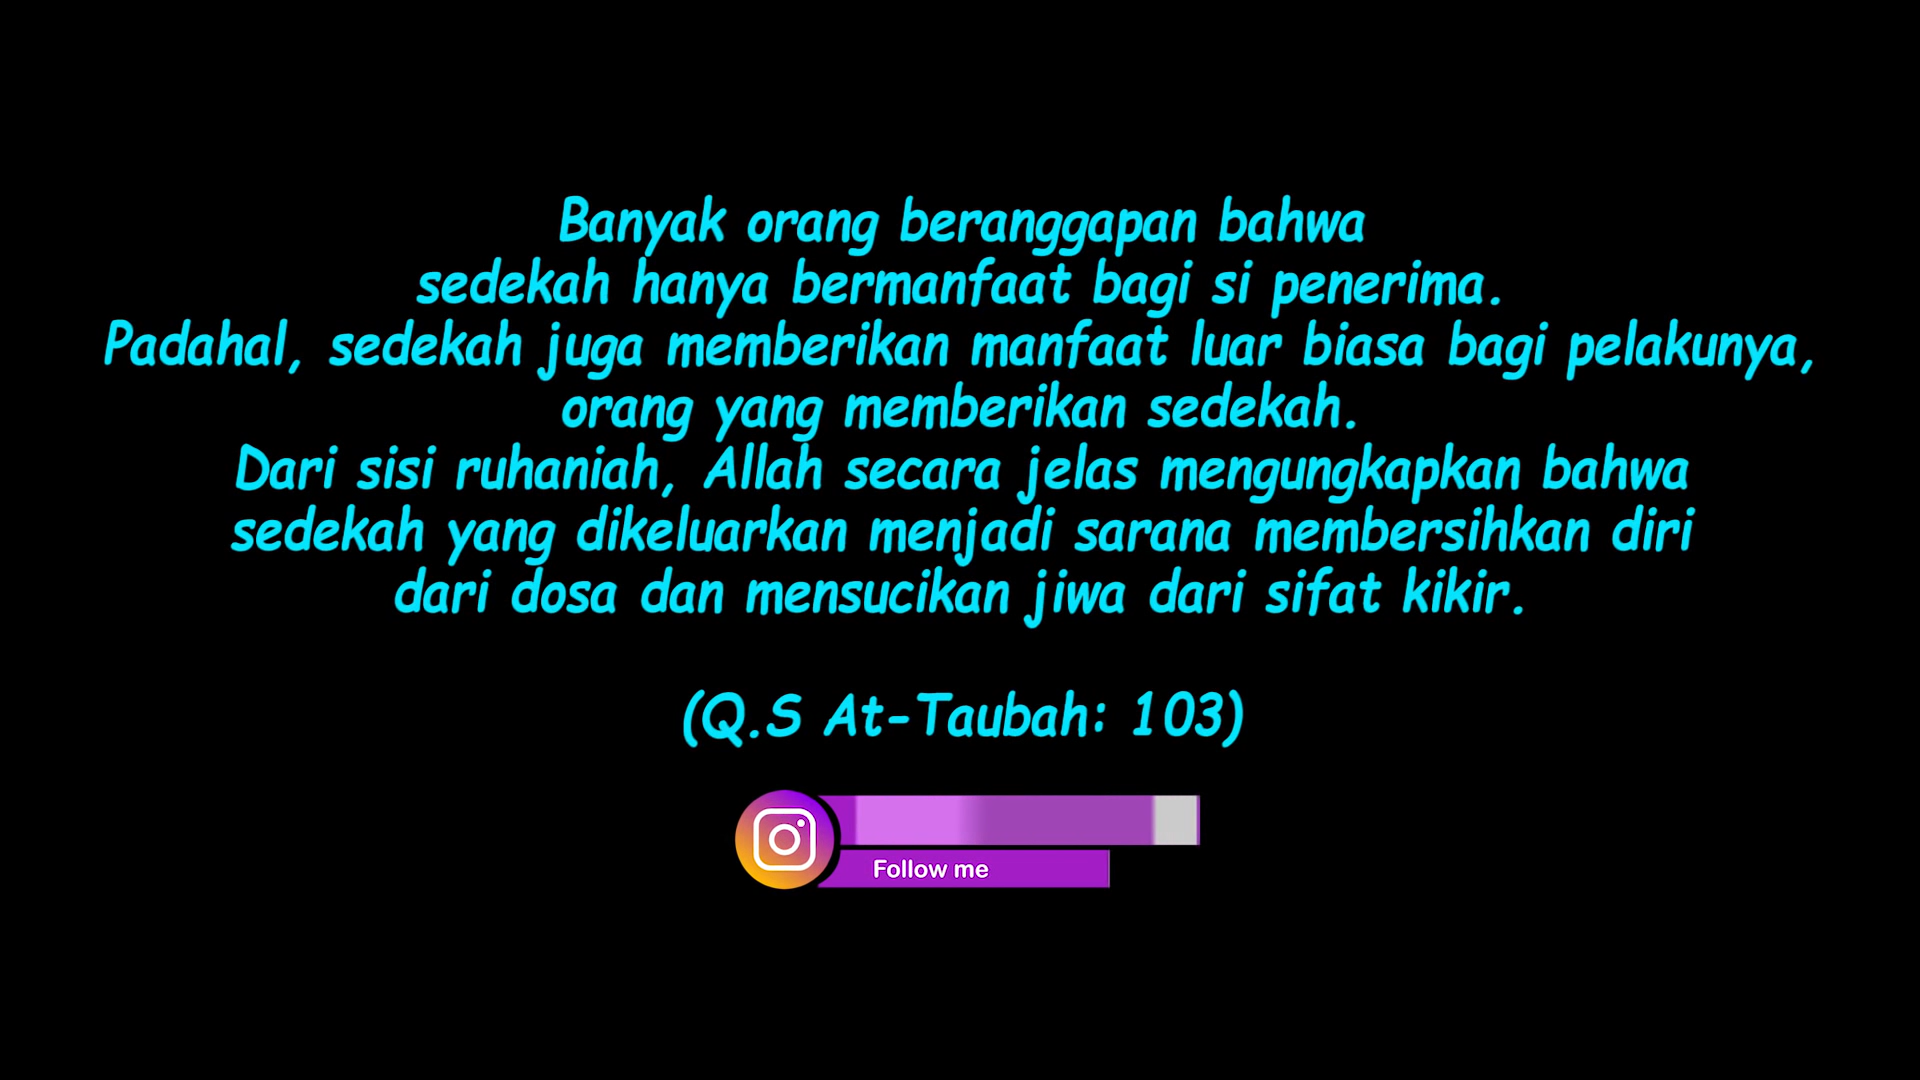 Banyak orang beranggapan bahwa
sedekah hanya bermanfaat bagi si penerima.
Padahal, sedekah juga memberikan manfaat luar biasa bagi pelakunya,
orang yang memberikan sedekah.
Dari sisi ruhaniah, Allah secara jelas mengungkapkan bahwa
sedekah yang dikeluarkan menjadi sarana membersihkan diri
dari dosa dan mensucikan jiwa dari sifat kikir.
(Q.S At-Taubah: 103)
Follow me